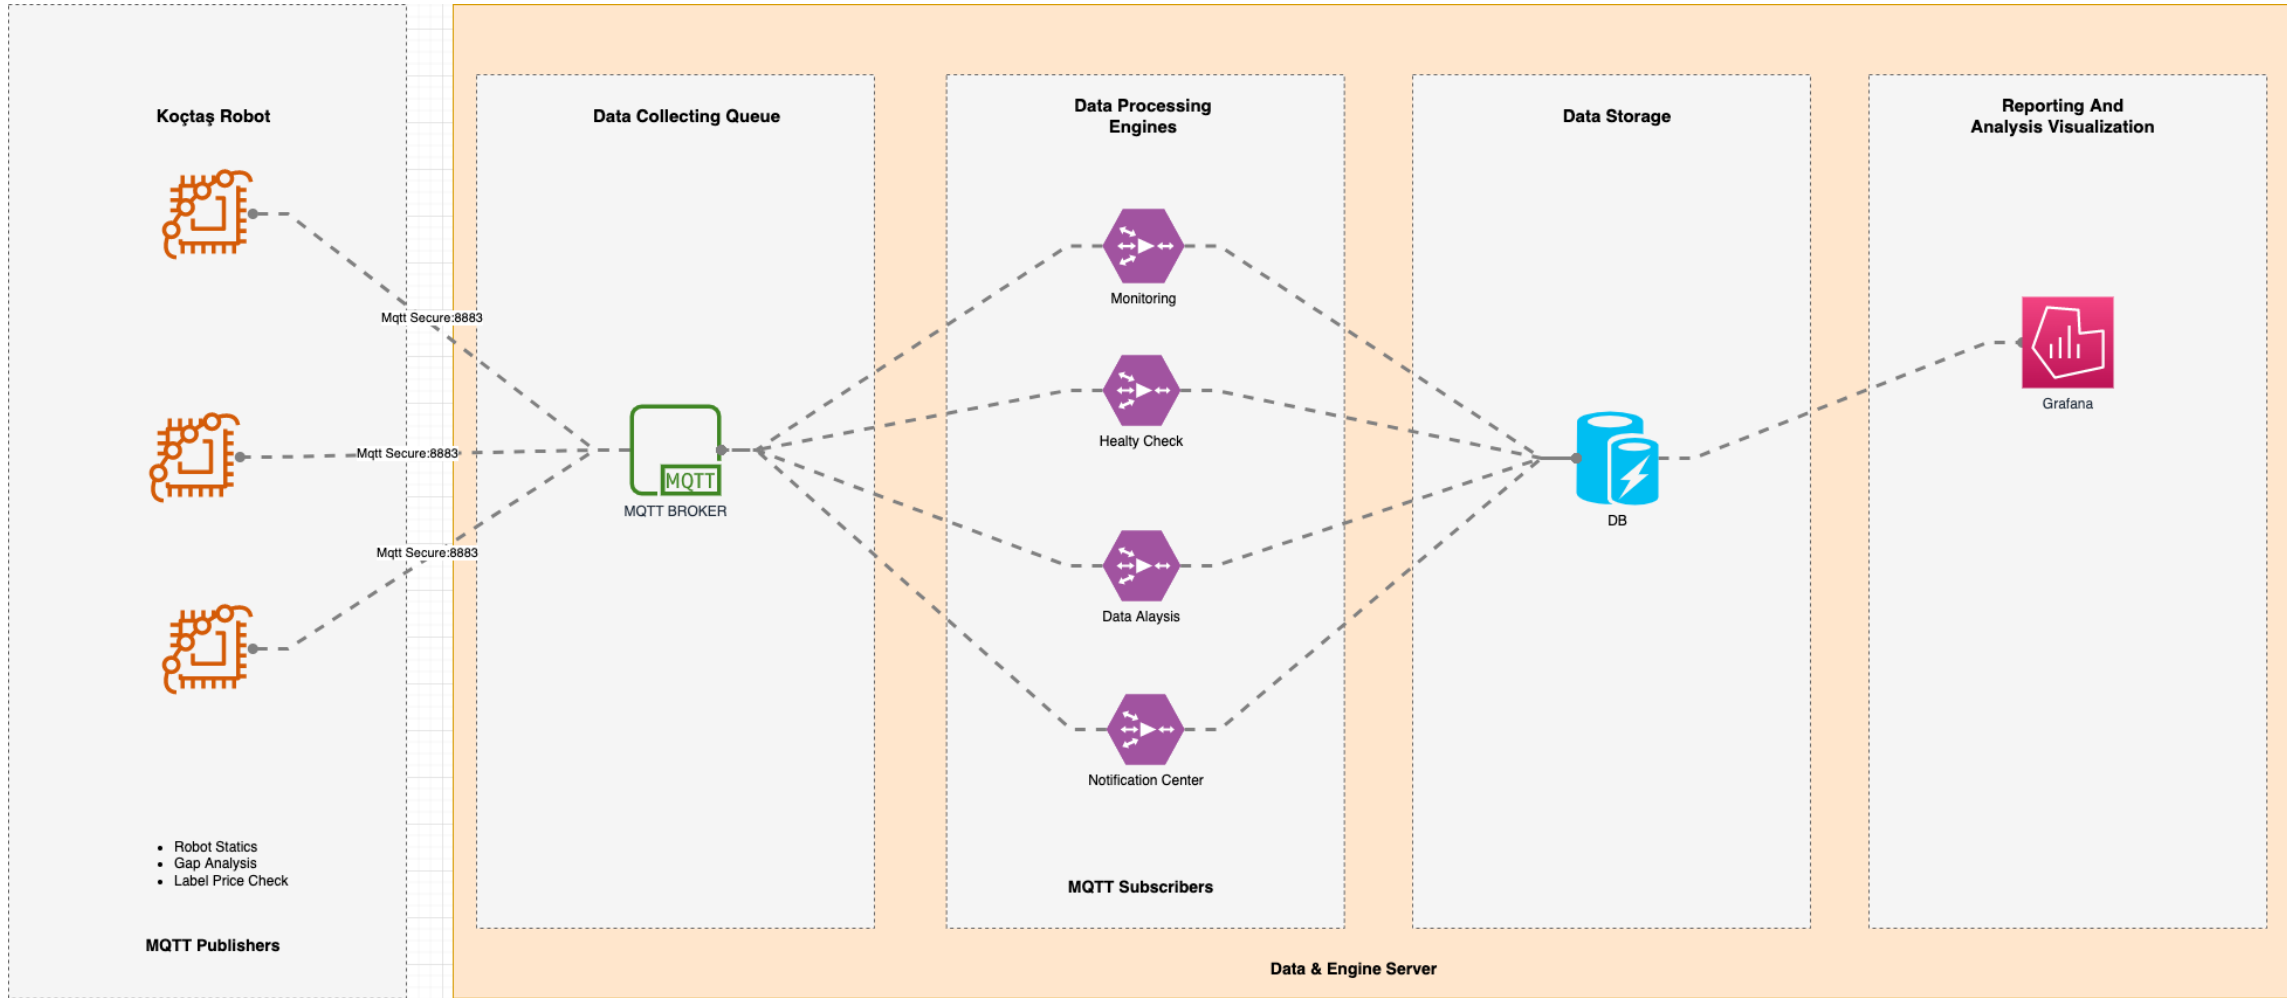 Koçtaş Robot
Mqtt Secure:8883
Mqtt Secure:8883
Mqtt Secure:8883
Robot Statics
Gap Analysis
Label Price Check
MQTT Publishers
Data Collecting Queue
MQTT
MQTT BROKER
Data Processing
Engines
Monitoring
Healty Check
Data Alaysis
Notification Center
MQTT Subscribers
Data Storage
DB
Reporting And
Analysis Visualization
Grafana
Data & Engine Server